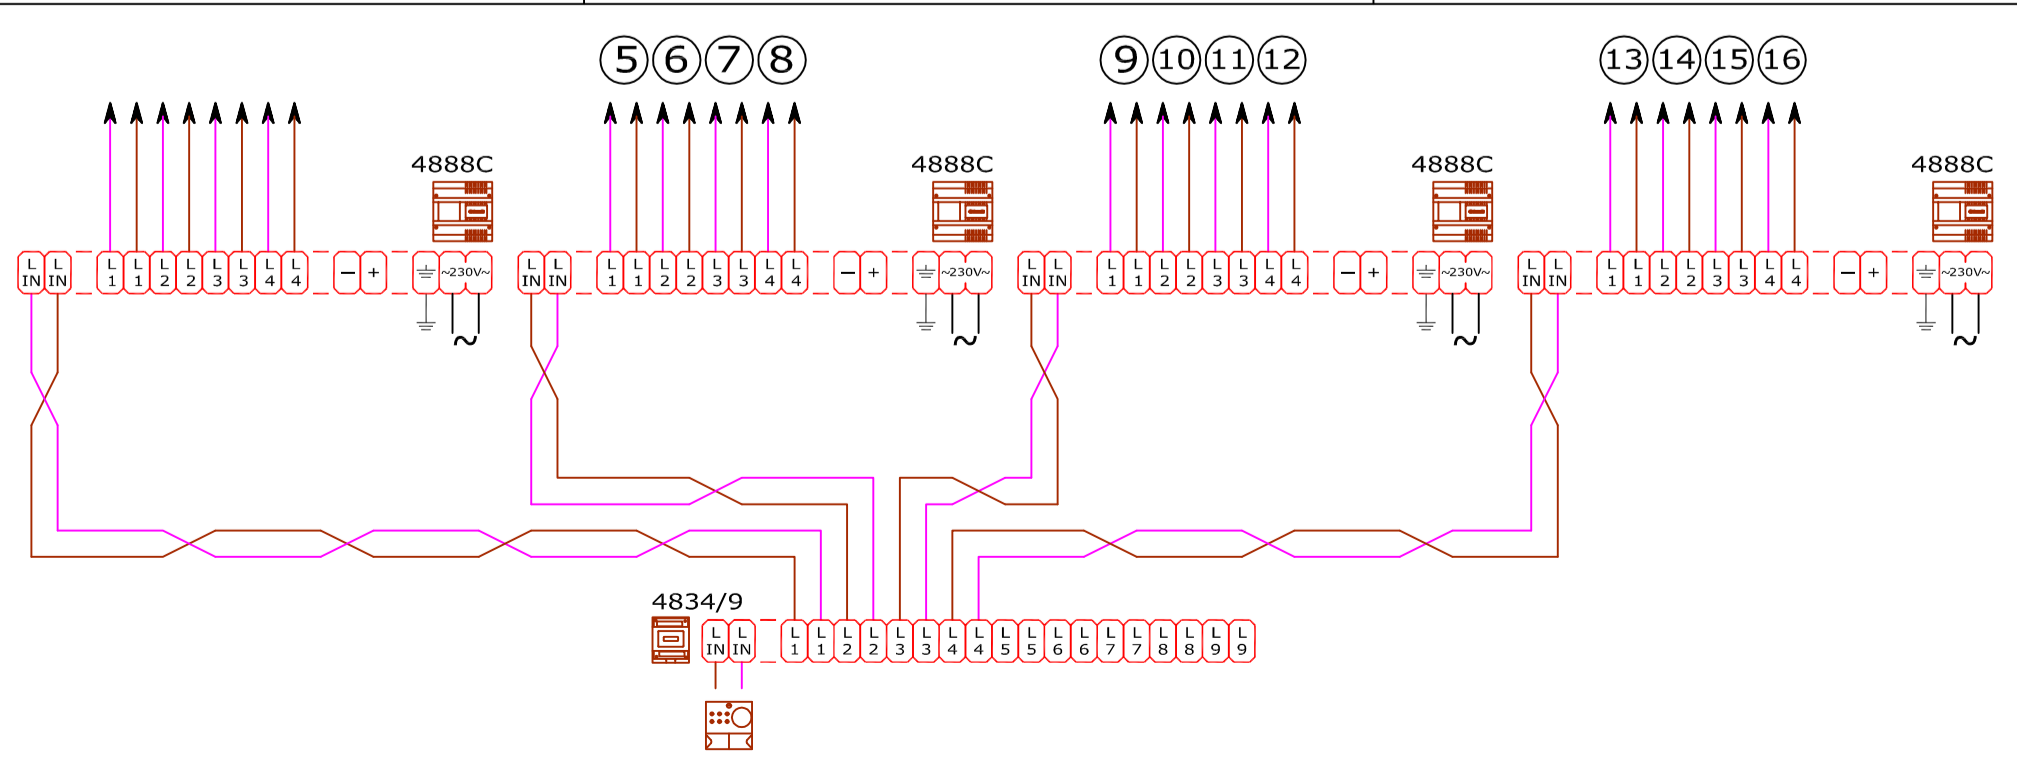 5 6 7 8 9 10 11 12 13 14 15 16
4888C 4888C 4888C 4888C
L L L L L L L L L L L L L L L L L L L L L L L L L L L L L L L L L L L L L L L L
IN IN 1 1 2 2 3 3 4 4 − + ~230V~ IN IN 1 1 2 2 3 3 4 4 − + ~230V~ IN IN 1 1 2 2 3 3 4 4 − + ~230V~ IN IN 1 1 2 2 3 3 4 4 − + ~230V~
~ ~ ~ ~
4834/9
L L L L L L L L L L L L L L L L L L L L
IN IN 1 1 2 2 3 3 4 4 5 5 6 6 7 7 8 8 9 9